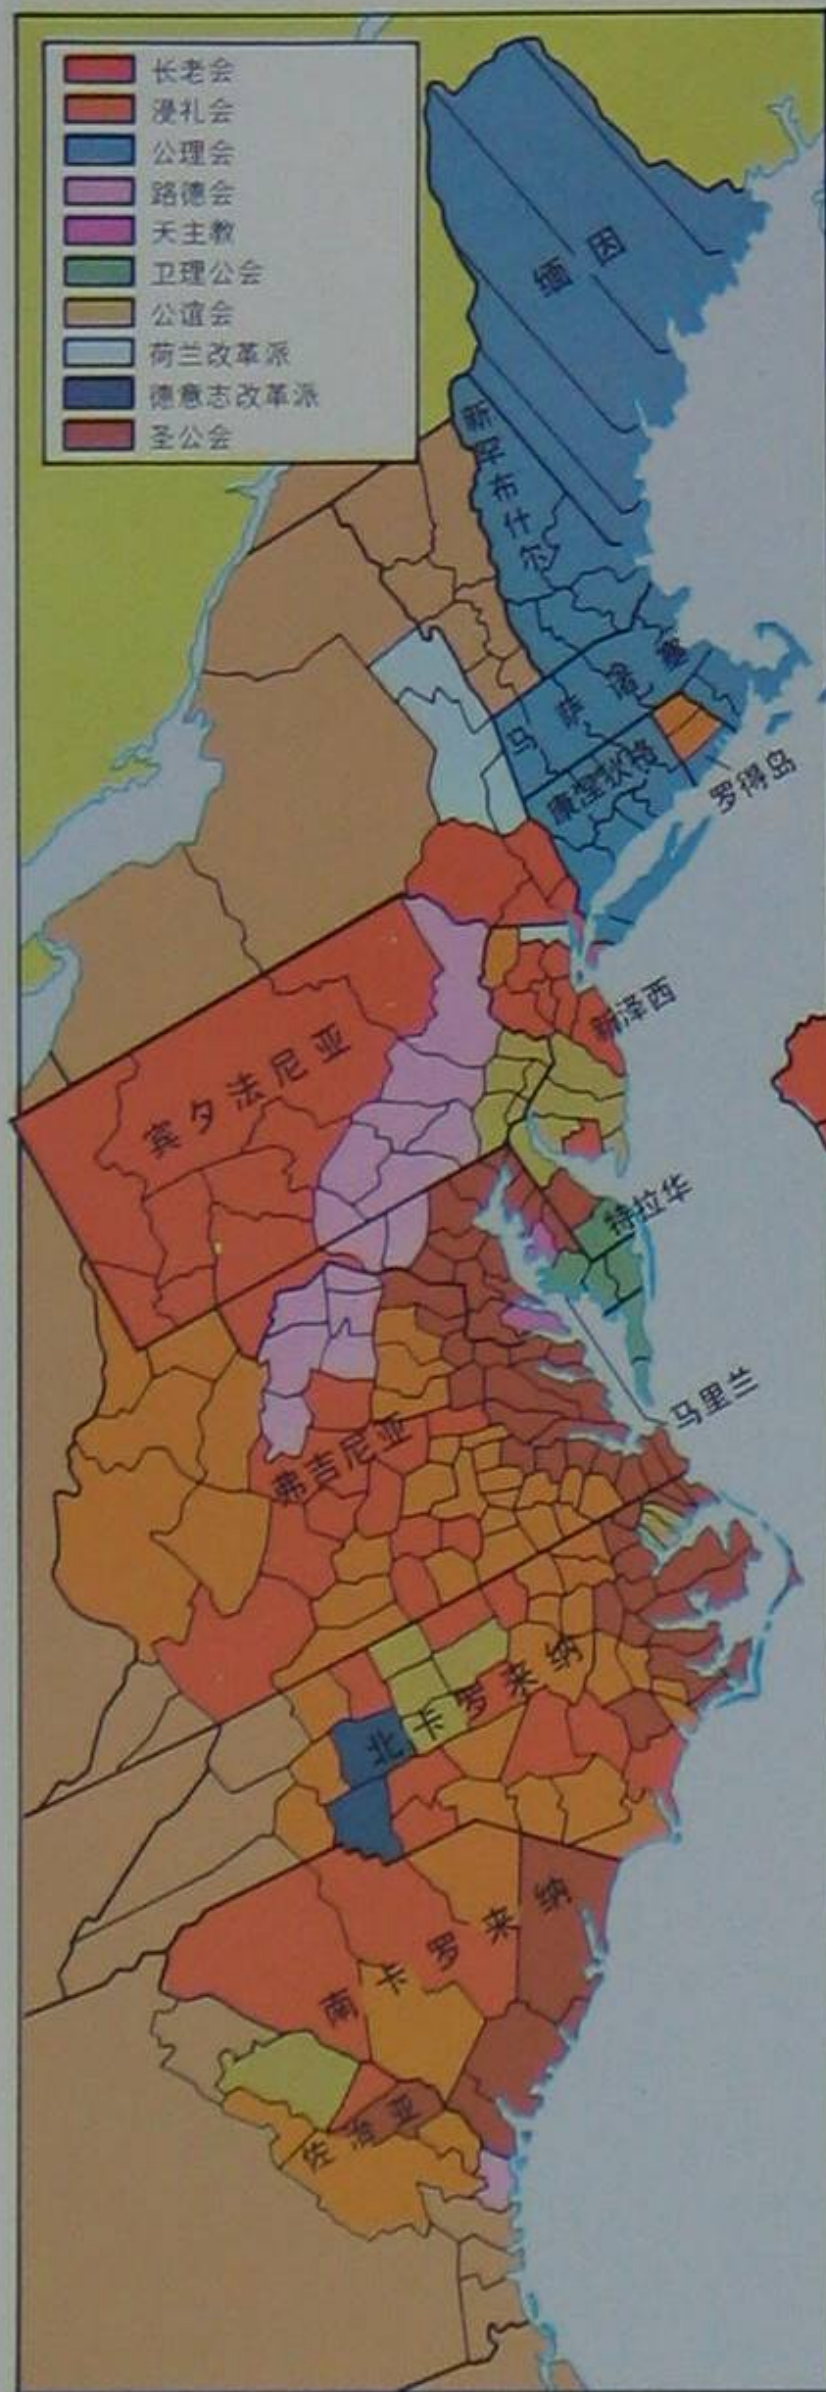 长老会
浸礼会
公理会
路德会
天主教
卫理公会
公谊会
荷兰改革派
德意志改革派
圣公会
缅因
新罕布什尔
马萨诸塞
康涅狄格
罗得岛
新泽西
宾夕法尼亚
特拉华
马里兰
弗吉尼亚
北卡罗来纳
南卡罗来纳
佐治亚